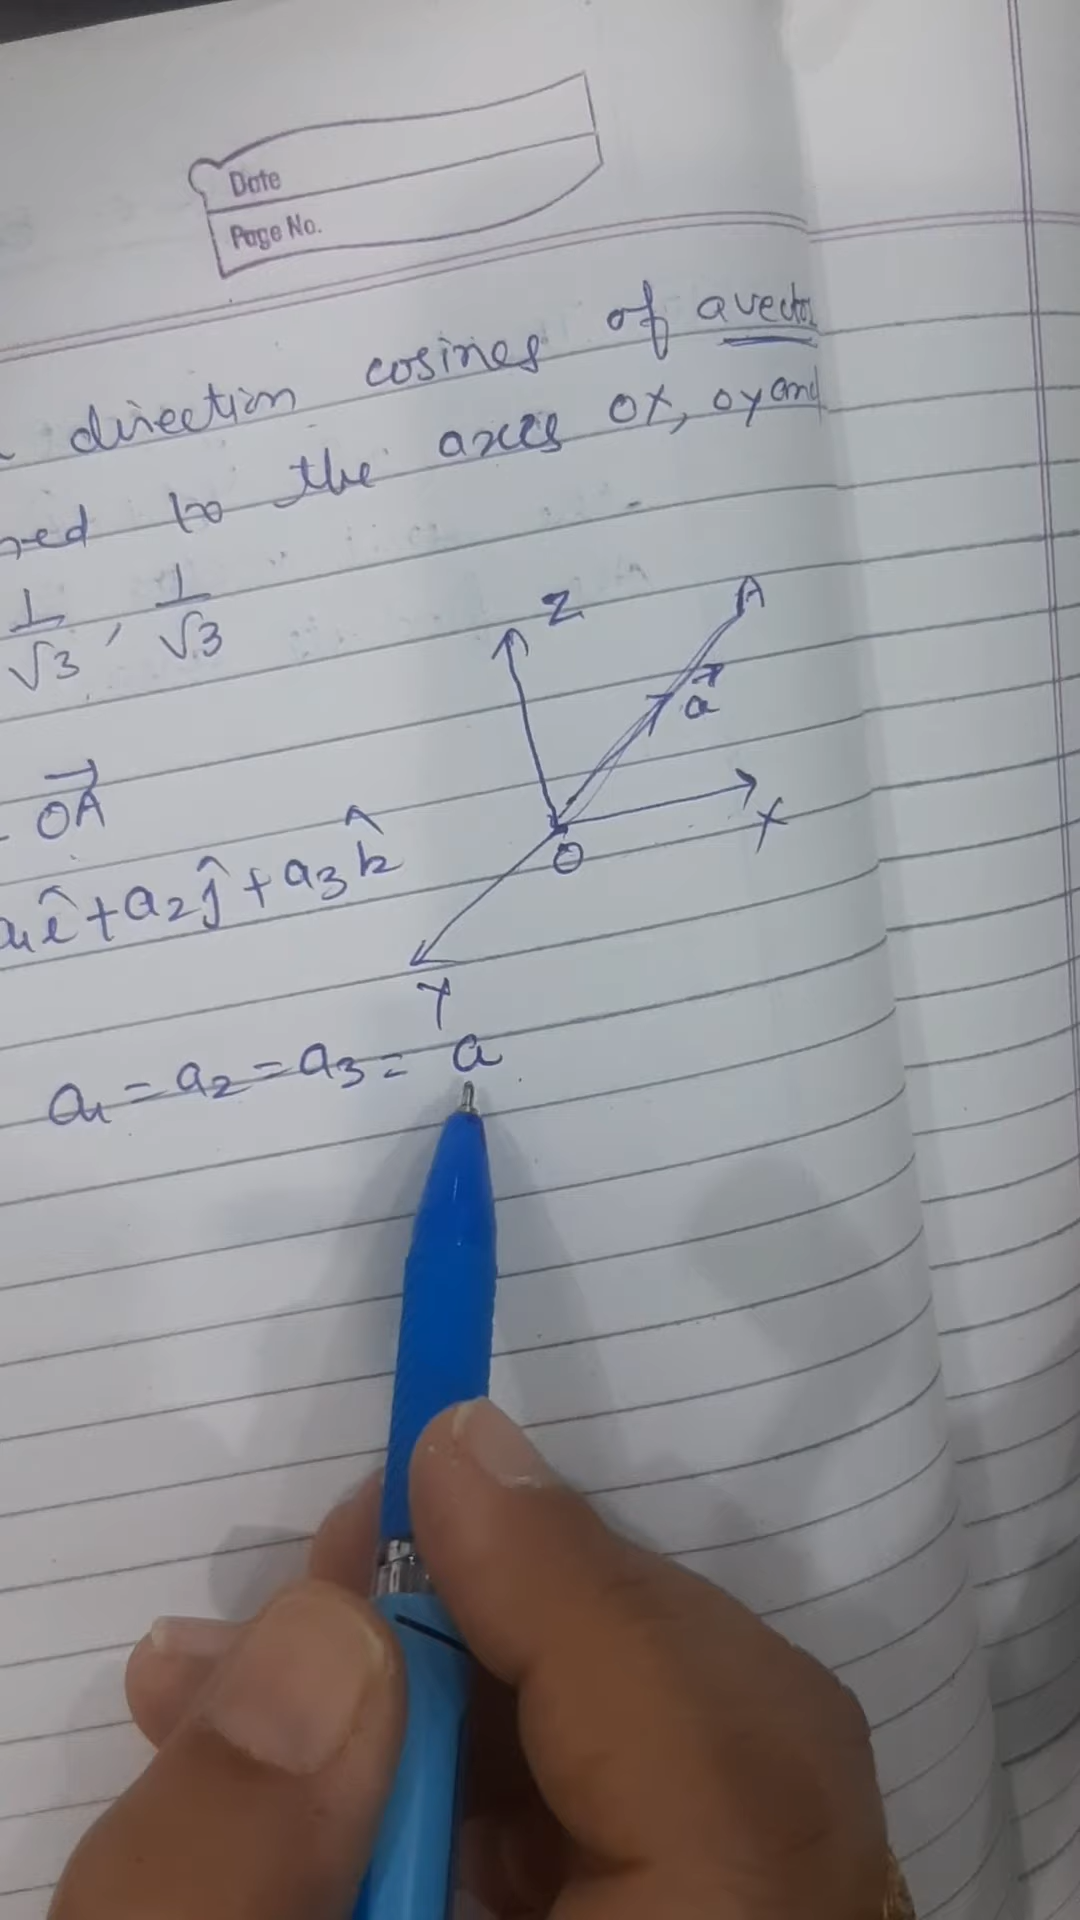 Date
Page No.
direction cosines of a vector
to the axes OX, OY and
1/√3, 1/√3
Z
A
a⃗
OA⃗
X
O
a₁î + a₂ĵ + a₃k̂
Y
a₁ = a₂ = a₃ = a